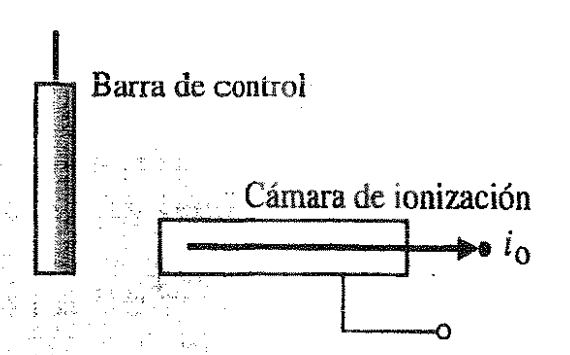 Barra de control
Cámara de ionización
i₀